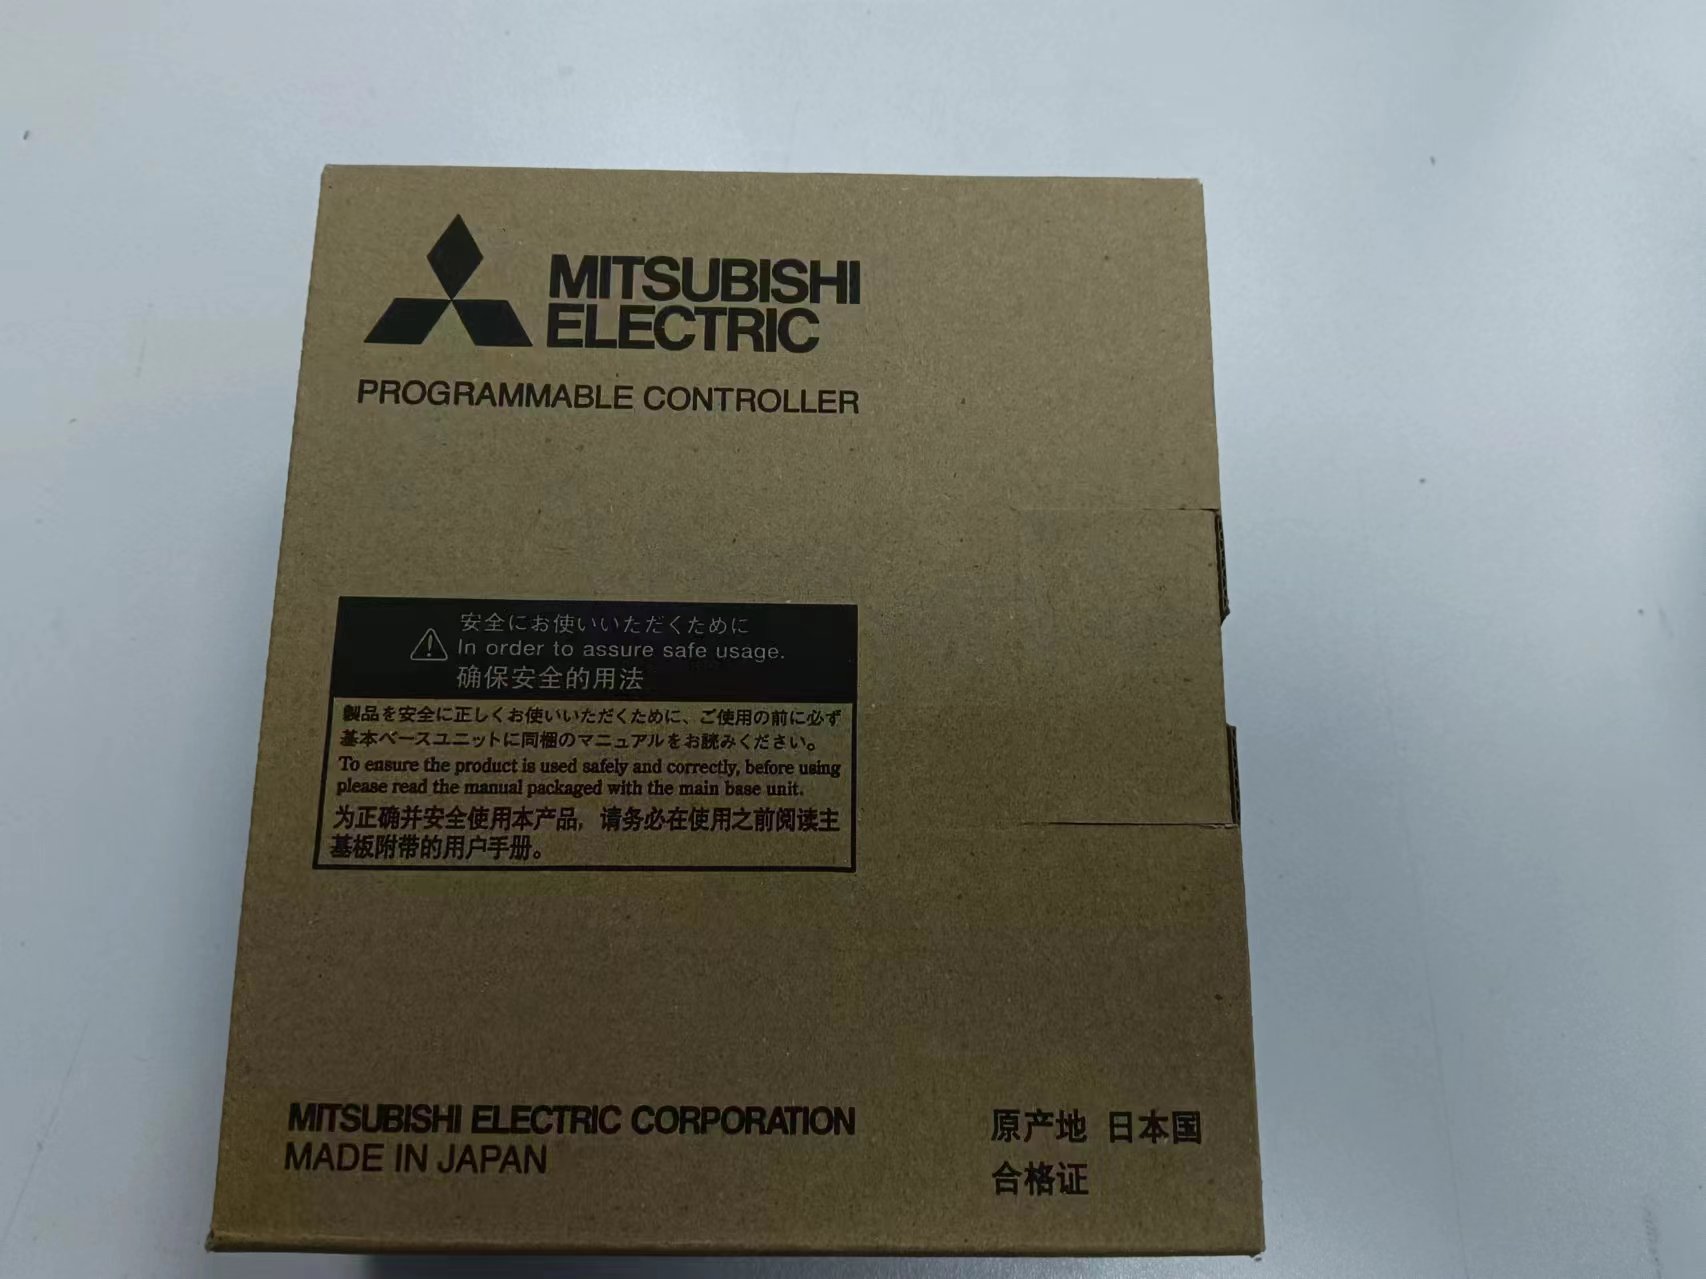 MITSUBISHI
ELECTRIC
PROGRAMMABLE CONTROLLER
安全にお使いいただくために
In order to assure safe usage.
确保安全的用法
製品を安全に正しくお使いいただくために、ご使用の前に必ず
基本ベースユニットに同梱のマニュアルをお読みください。
To ensure the product is used safely and correctly, before using
please read the manual packaged with the main base unit.
为正确并安全使用本产品，请务必在使用之前阅读主
基板附带的用户手册。
MITSUBISHI ELECTRIC CORPORATION
MADE IN JAPAN
原产地 日本国
合格证